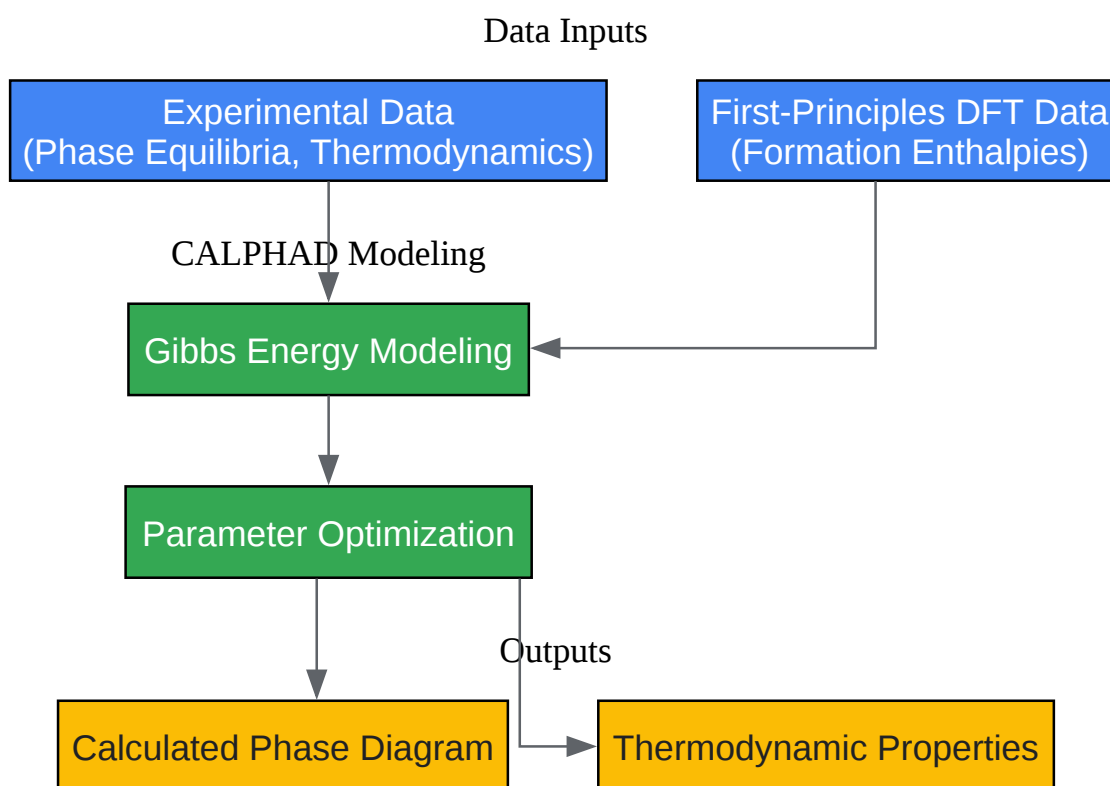 Data Inputs
Experimental Data
(Phase Equilibria, Thermodynamics)
First-Principles DFT Data
(Formation Enthalpies)
CALPHAD Modeling
Gibbs Energy Modeling
Parameter Optimization
Outputs
Calculated Phase Diagram
Thermodynamic Properties